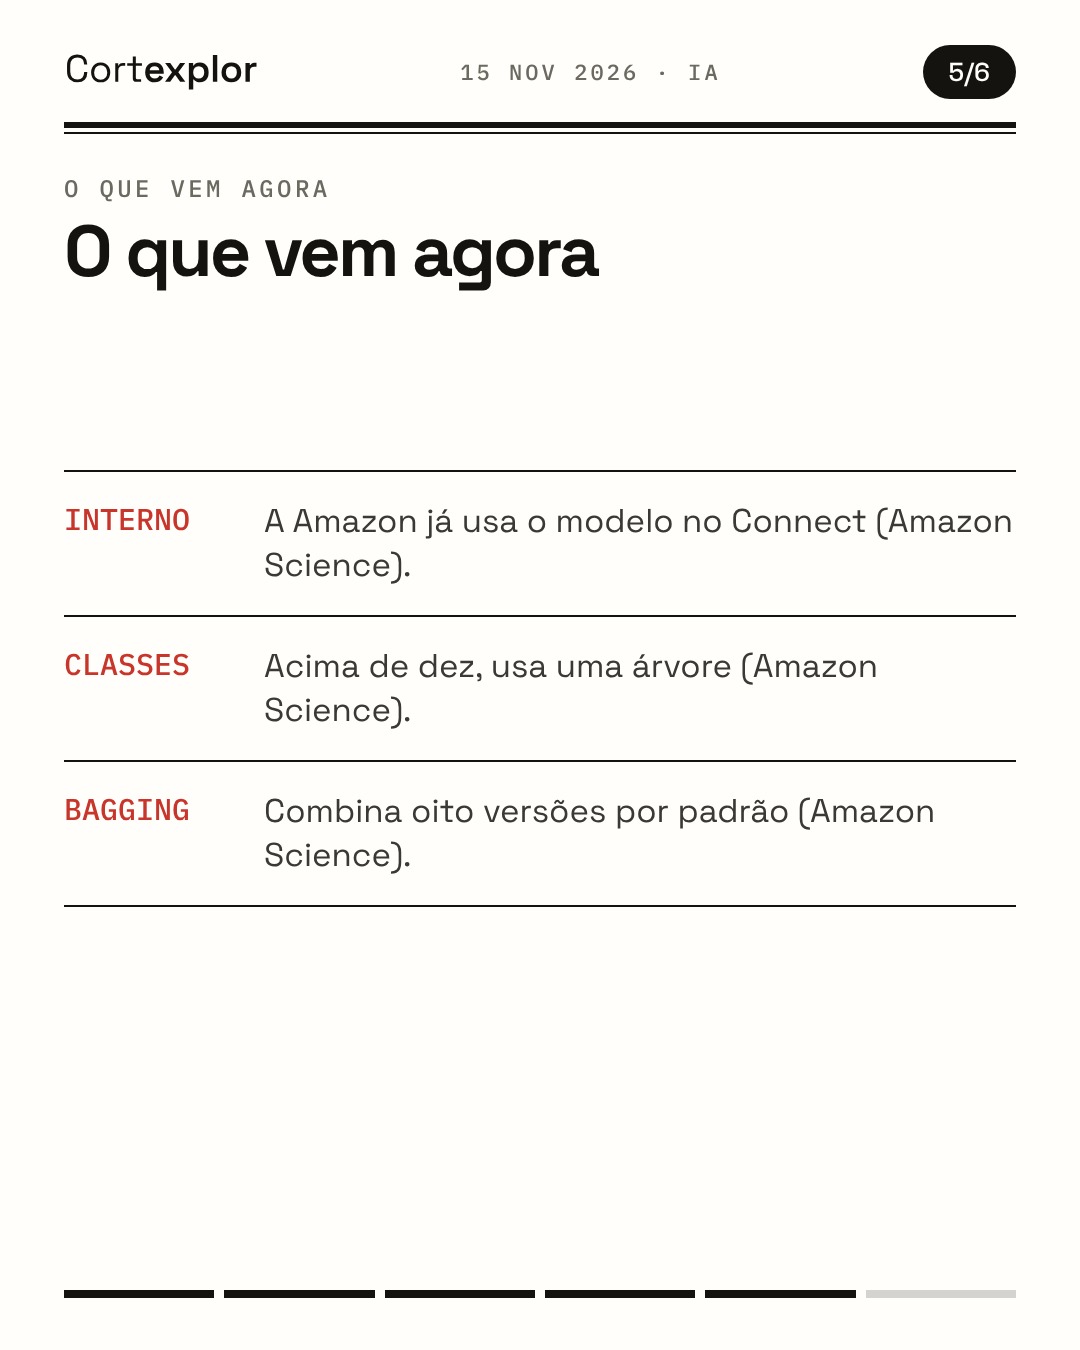 Cortexplor
15 NOV 2026 · IA
5/6
O QUE VEM AGORA
O que vem agora
INTERNO
A Amazon já usa o modelo no Connect (Amazon
Science).
CLASSES
Acima de dez, usa uma árvore (Amazon
Science).
BAGGING
Combina oito versões por padrão (Amazon
Science).